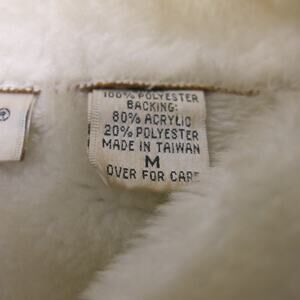 ®
100% POLYESTER
BACKING:
80% ACRYLIC
20% POLYESTER
MADE IN TAIWAN
M
OVER FOR CARE